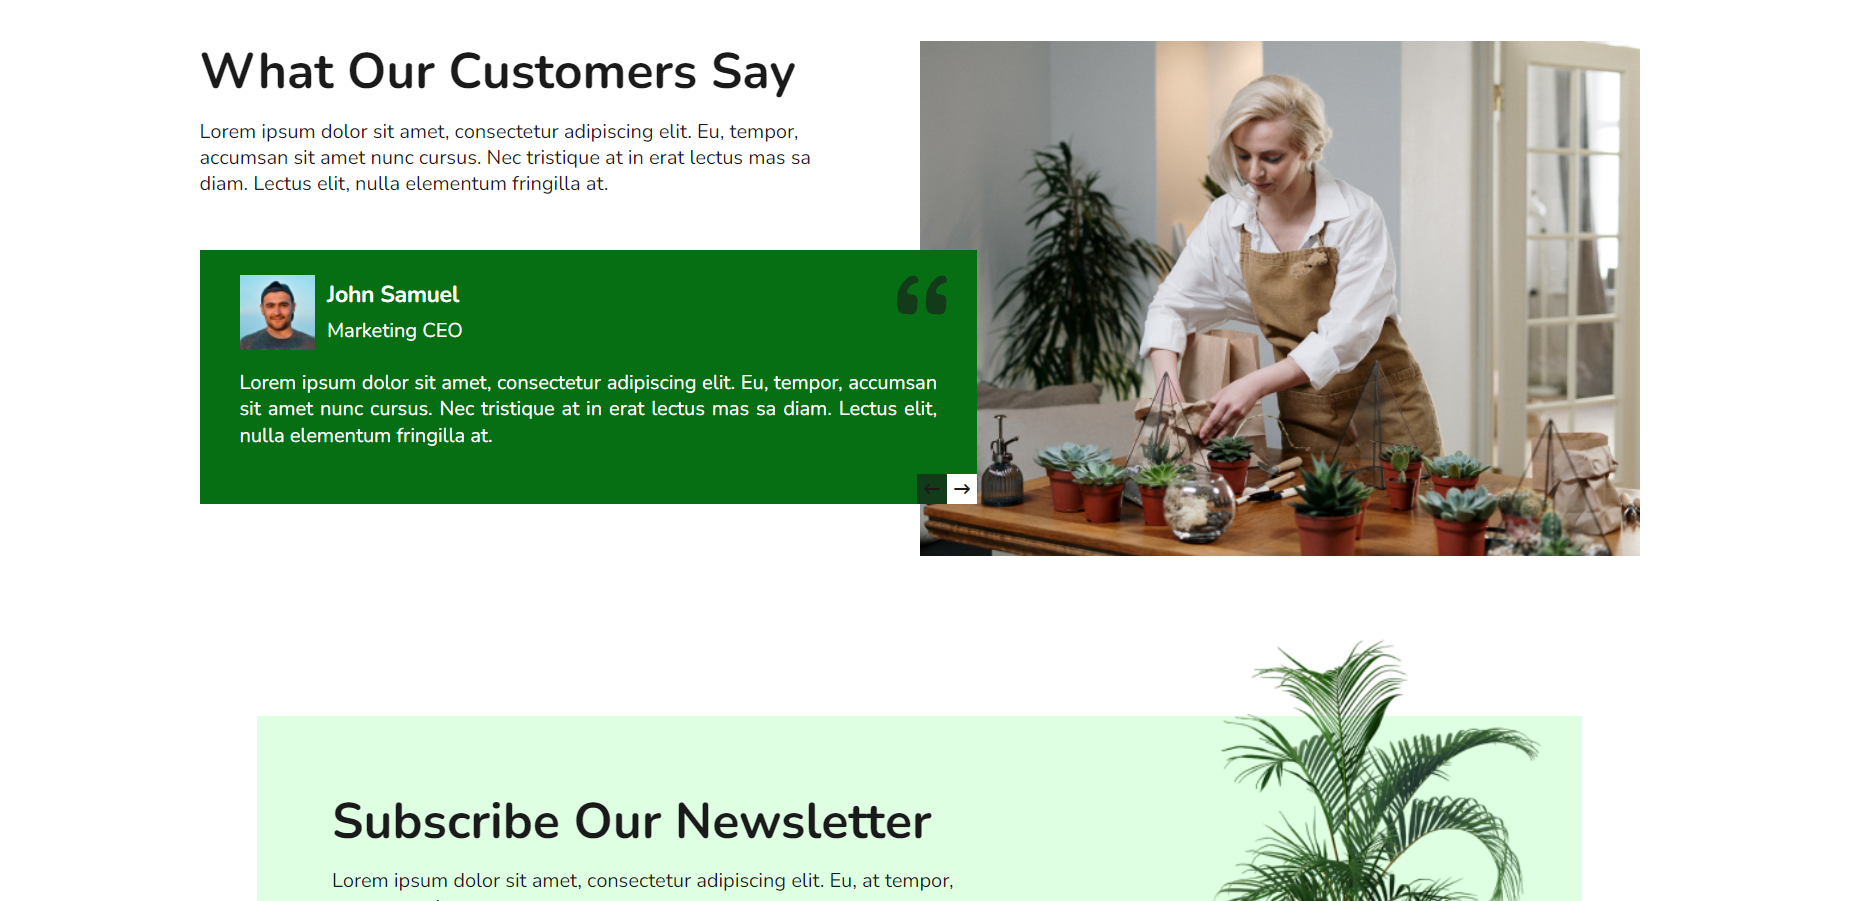 What Our Customers Say
Lorem ipsum dolor sit amet, consectetur adipiscing elit. Eu, tempor,
accumsan sit amet nunc cursus. Nec tristique at in erat lectus mas sa
diam. Lectus elit, nulla elementum fringilla at.
John Samuel
Marketing CEO
Lorem ipsum dolor sit amet, consectetur adipiscing elit. Eu, tempor, accumsan
sit amet nunc cursus. Nec tristique at in erat lectus mas sa diam. Lectus elit,
nulla elementum fringilla at.
Subscribe Our Newsletter
Lorem ipsum dolor sit amet, consectetur adipiscing elit. Eu, at tempor,